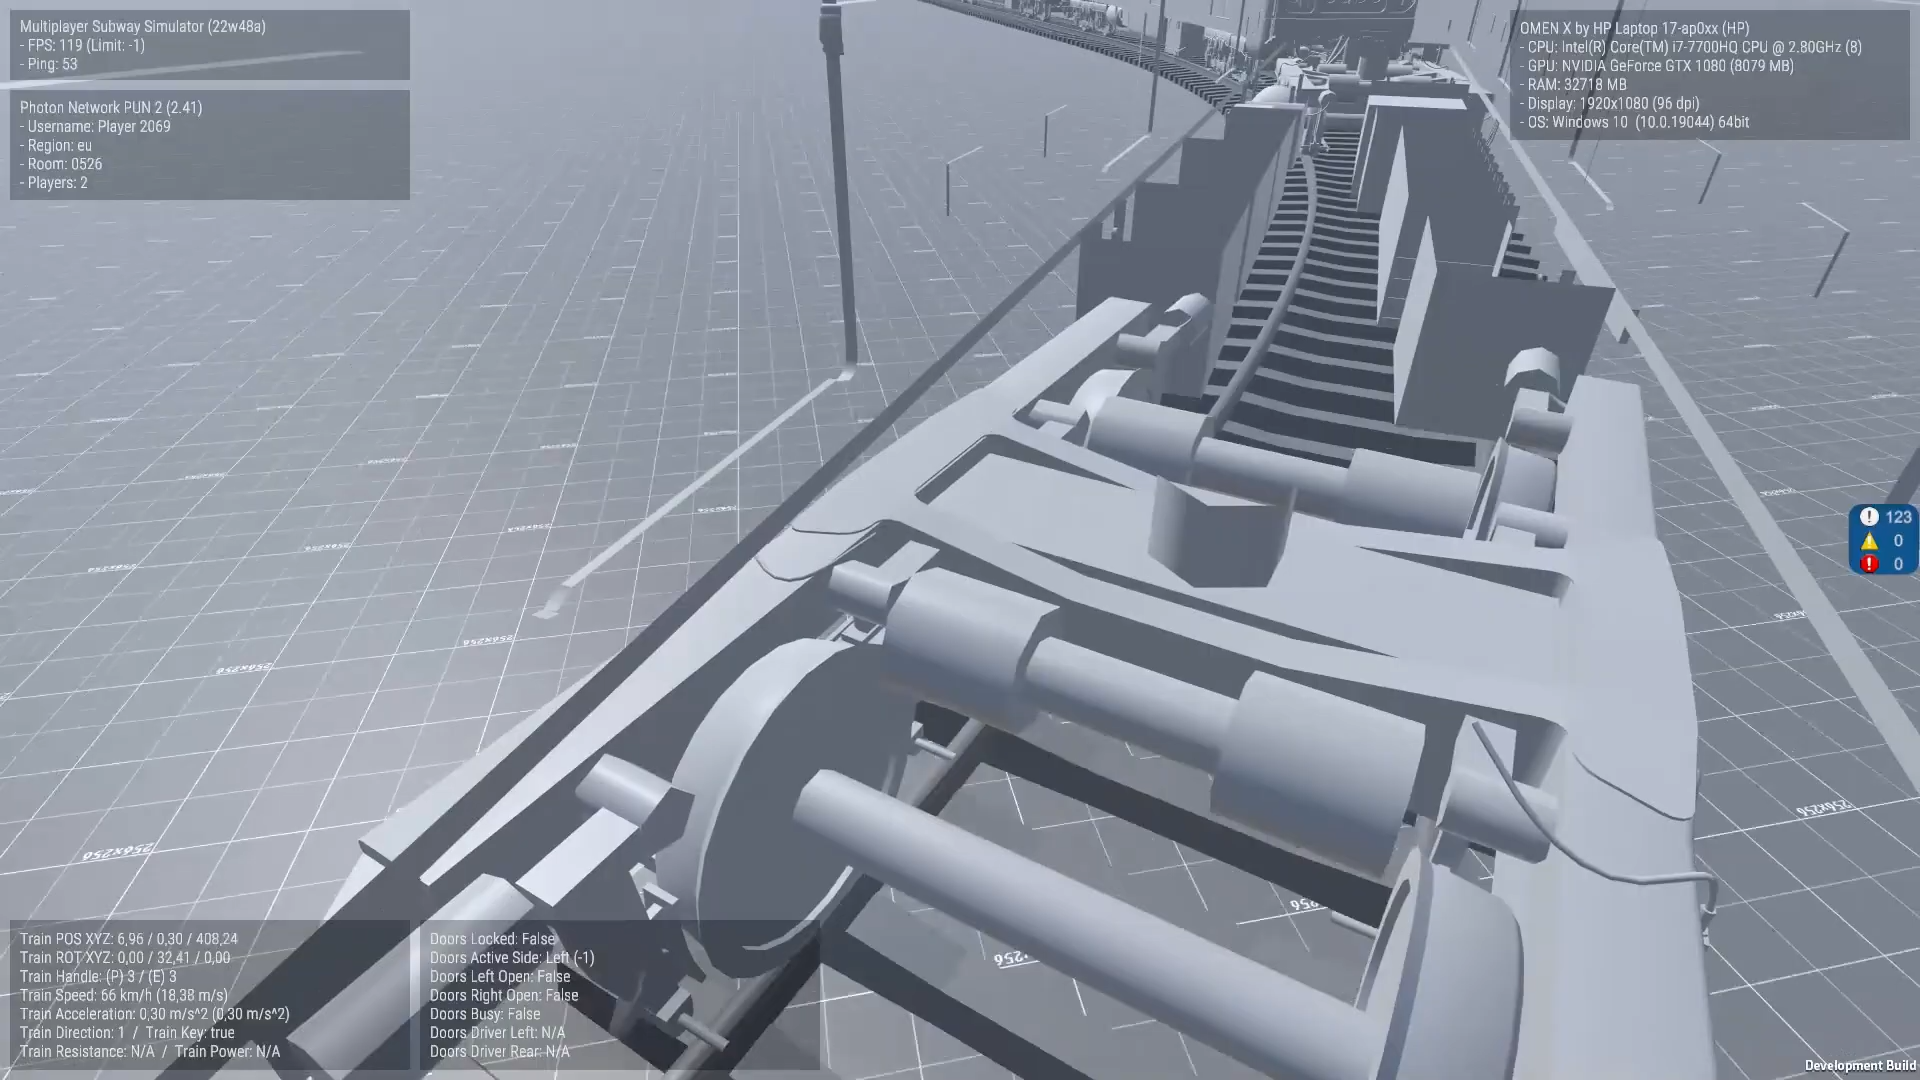 Multiplayer Subway Simulator (22w48a)
- FPS: 119 (Limit: -1)
- Ping: 53
Photon Network PUN 2 (2.41)
- Username: Player 2069
- Region: eu
- Room: 0526
- Players: 2
OMEN X by HP Laptop 17-ap0xx (HP)
- CPU: Intel(R) Core(TM) i7-7700HQ CPU @ 2.80GHz (8)
- GPU: NVIDIA GeForce GTX 1080 (8079 MB)
- RAM: 32718 MB
- Display: 1920x1080 (96 dpi)
- OS: Windows 10 (10.0.19044) 64bit
123
0
0
256x256
256x256
256x256
256x256
256x256
256
256
Train POS XYZ: 6,96 / 0,30 / 408,24
Train ROT XYZ: 0,00 / 32,41 / 0,00
Train Handle: (P) 3 / (E) 3
Train Speed: 66 km/h (18,38 m/s)
Train Acceleration: 0,30 m/s^2 (0,30 m/s^2)
Train Direction: 1 / Train Key: true
Train Resistance: N/A / Train Power: N/A
Doors Locked: False
Doors Active Side: Left (-1)
Doors Left Open: False
Doors Right Open: False
Doors Busy: False
Doors Driver Left: N/A
Doors Driver Rear: N/A
Development Build